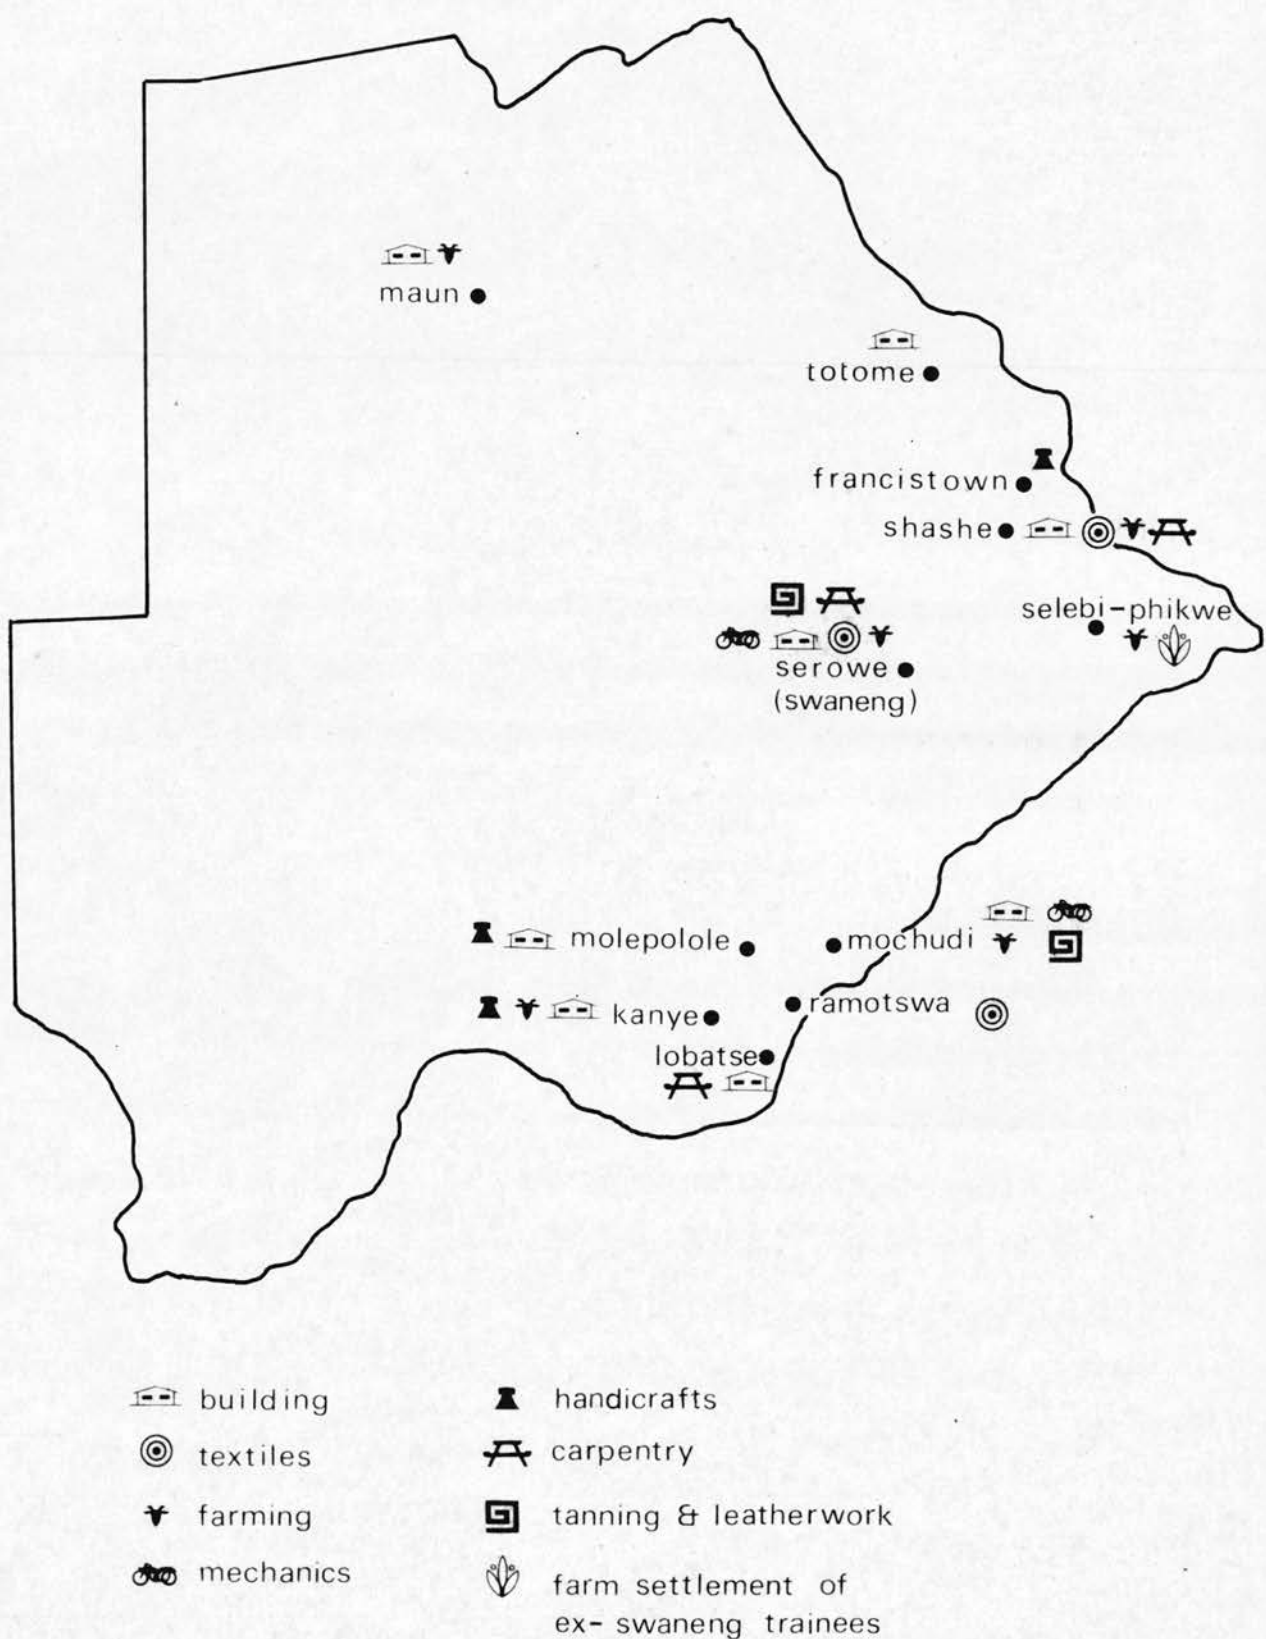 maun
totome
francistown
shashe
selebi-phikwe
serowe
(swaneng)
molepolole
mochudi
kanye
ramotswa
lobatse
building
handicrafts
textiles
carpentry
farming
tanning & leatherwork
mechanics
farm settlement of
ex-swaneng trainees